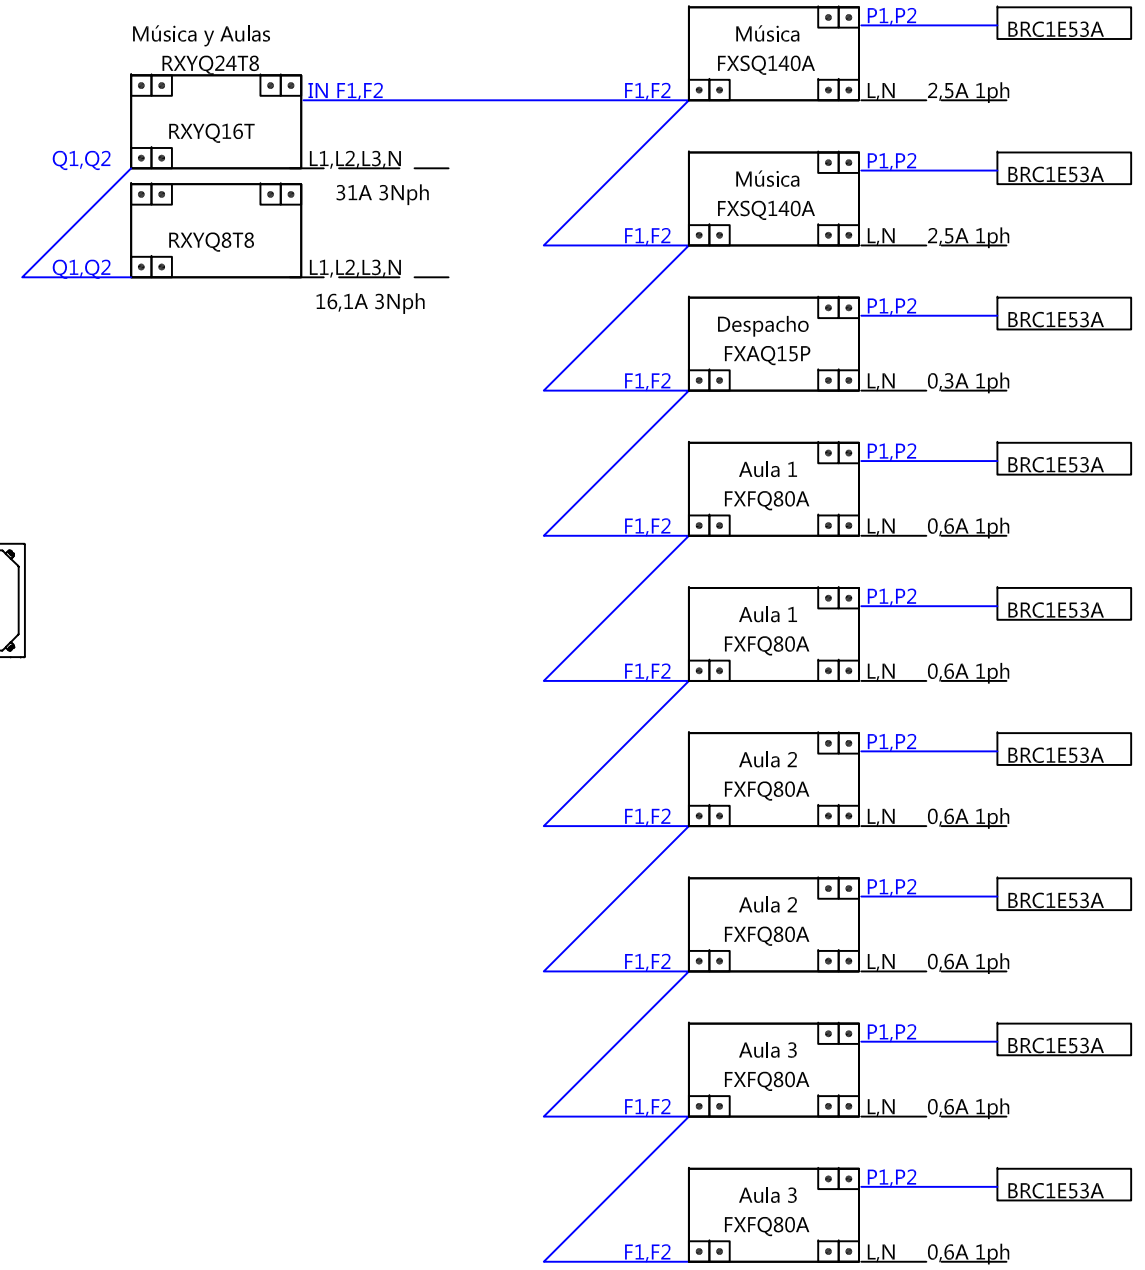 Música y Aulas
RXYQ24T8
IN F1,F2
RXYQ16T
Q1,Q2
L1,L2,L3,N
31A 3Nph
RXYQ8T8
Q1,Q2
L1,L2,L3,N
16,1A 3Nph
P1,P2
BRC1E53A
Música
FXSQ140A
F1,F2
L,N
2,5A 1ph
P1,P2
BRC1E53A
Música
FXSQ140A
F1,F2
L,N
2,5A 1ph
P1,P2
BRC1E53A
Despacho
FXAQ15P
F1,F2
L,N
0,3A 1ph
P1,P2
BRC1E53A
Aula 1
FXFQ80A
F1,F2
L,N
0,6A 1ph
P1,P2
BRC1E53A
Aula 1
FXFQ80A
F1,F2
L,N
0,6A 1ph
P1,P2
BRC1E53A
Aula 2
FXFQ80A
F1,F2
L,N
0,6A 1ph
P1,P2
BRC1E53A
Aula 2
FXFQ80A
F1,F2
L,N
0,6A 1ph
P1,P2
BRC1E53A
Aula 3
FXFQ80A
F1,F2
L,N
0,6A 1ph
P1,P2
BRC1E53A
Aula 3
FXFQ80A
F1,F2
L,N
0,6A 1ph